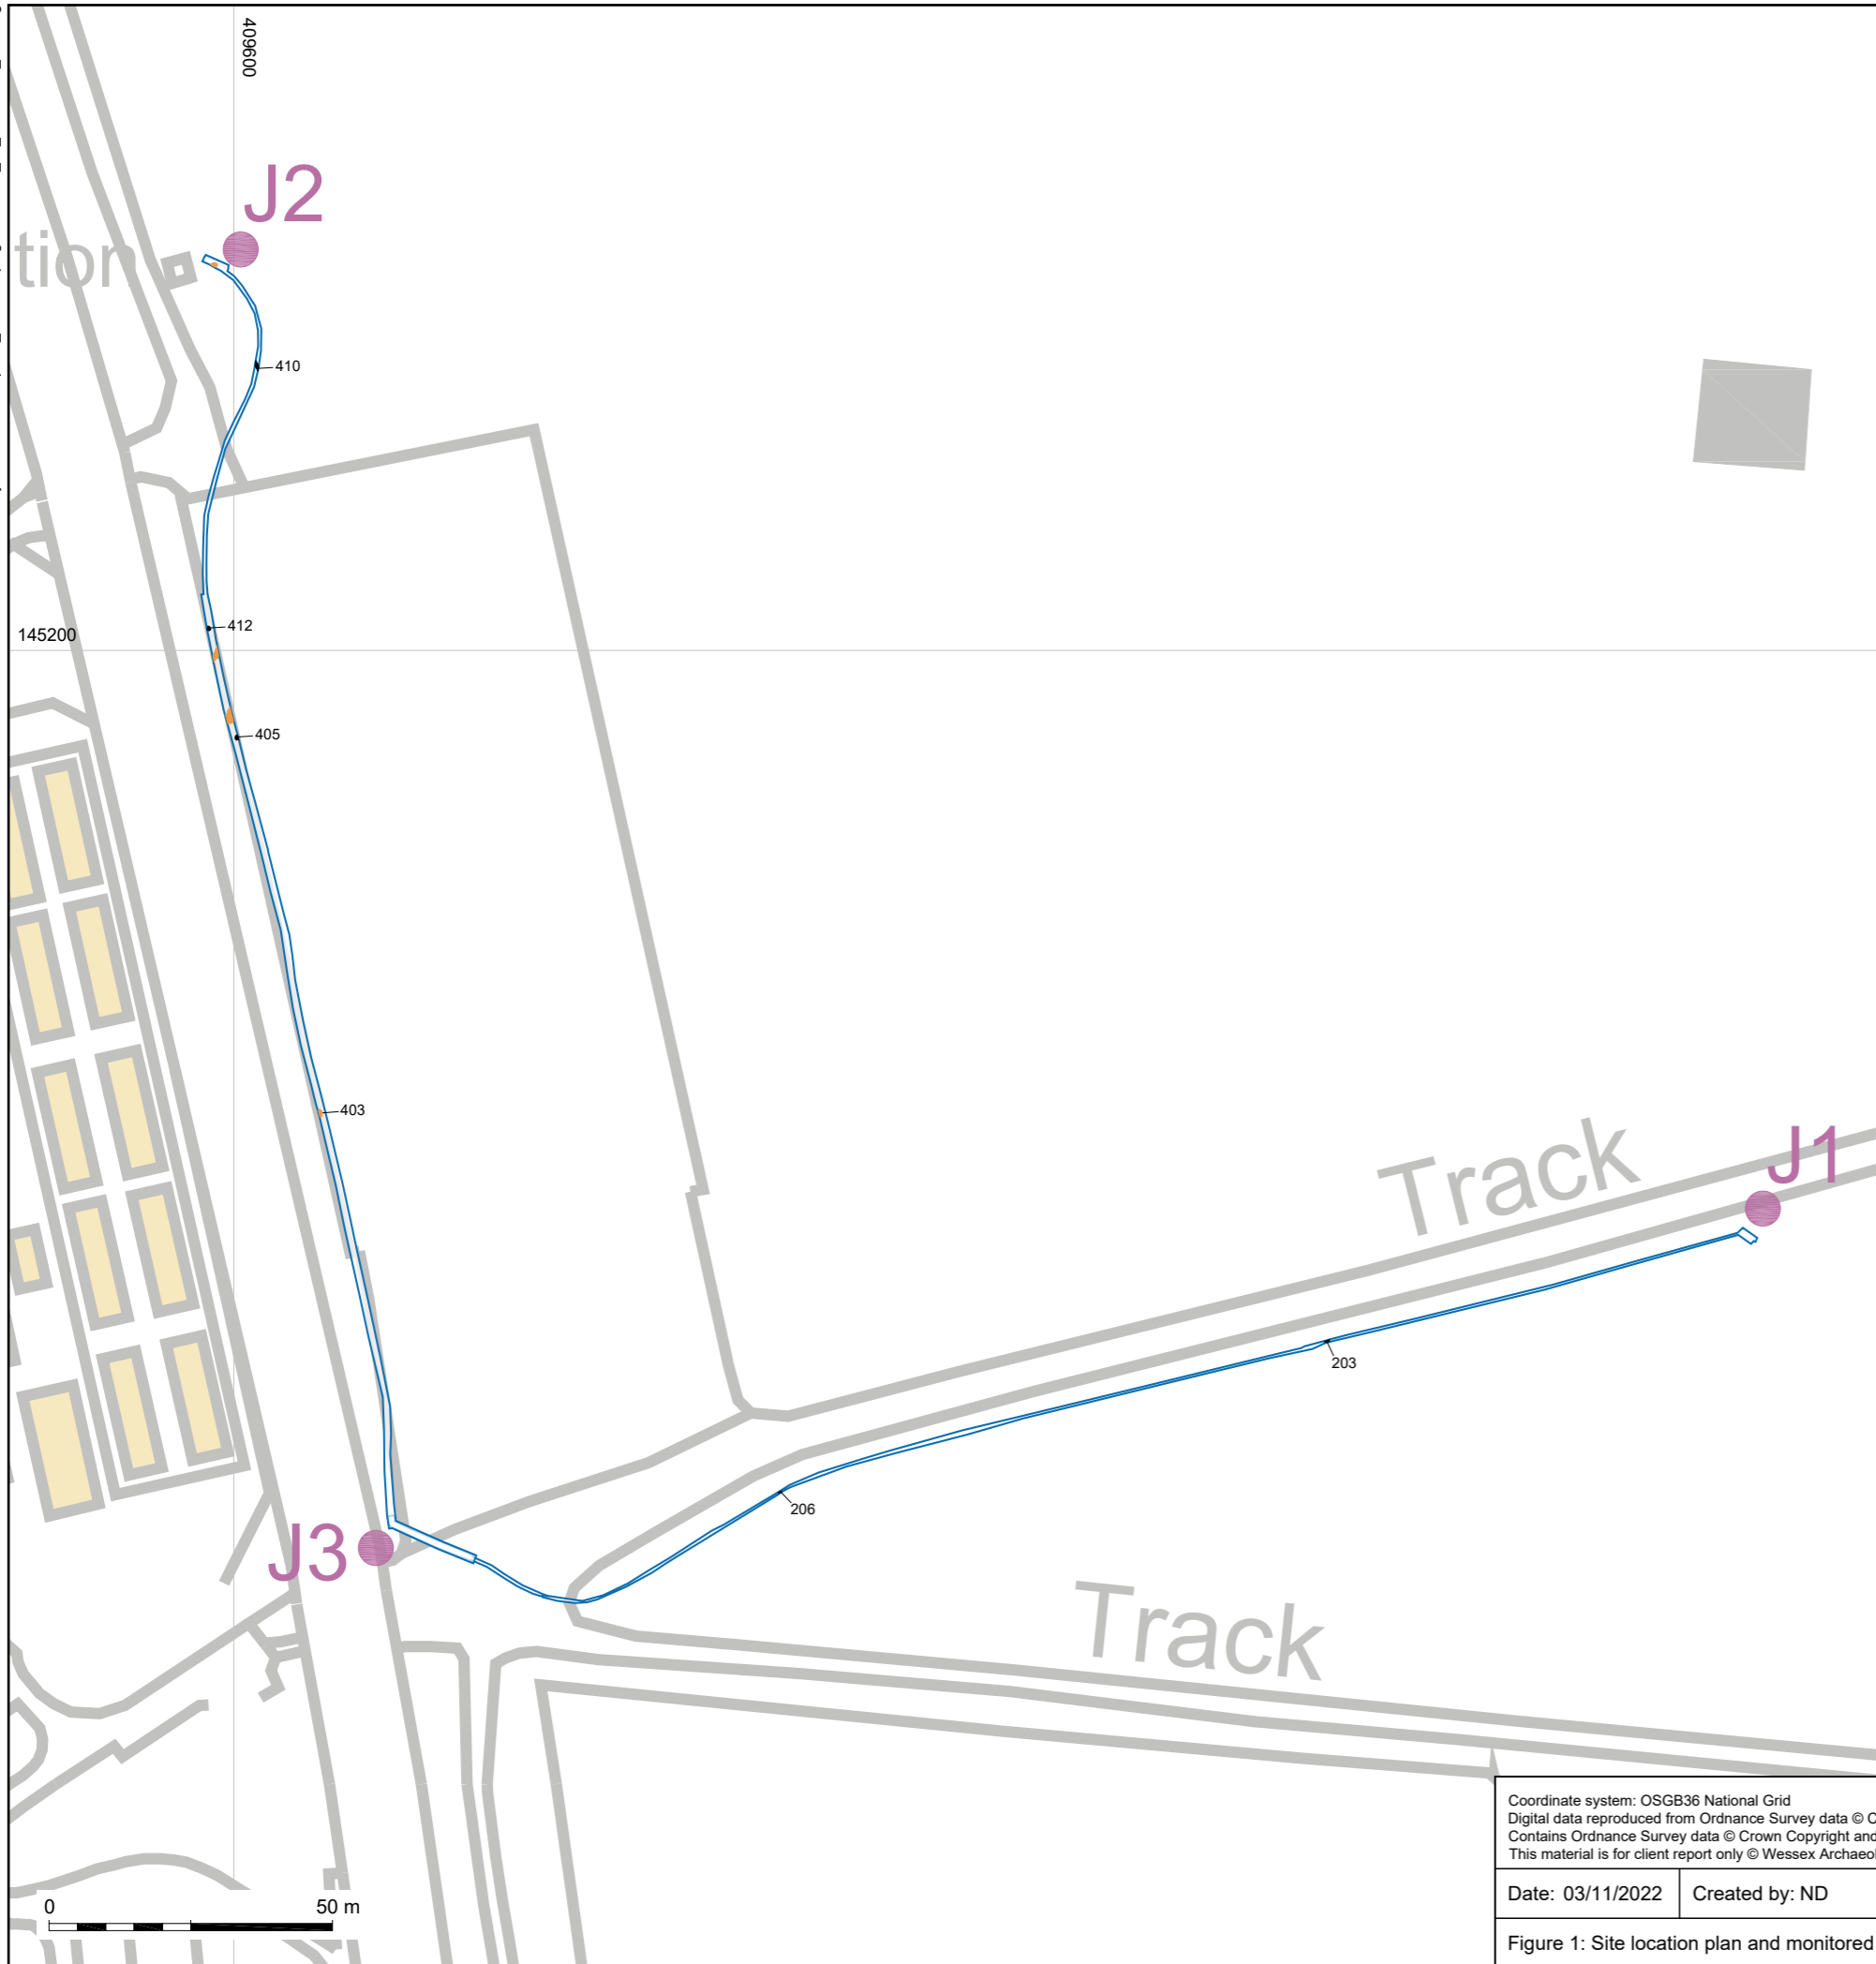 409600
J2
tion
410
412
145200
405
403
Track
J1
203
206
J3
Track
Coordinate system: OSGB36 National Grid
Digital data reproduced from Ordnance Survey data ©
Contains Ordnance Survey data © Crown Copyright and
This material is for client report only © Wessex
Date: 03/11/2022
Created by: ND
0 50 m
Figure 1: Site location plan and monitored